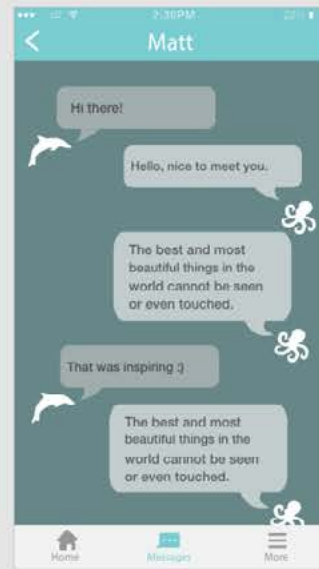 2:36PM
Matt
Hi there!
Hello, nice to meet you.
The best and most
beautiful things in the
world cannot be seen
or even touched.
That was inspiring :)
The best and most
beautiful things in the
world cannot be seen
or even touched.
Home
Messages
More